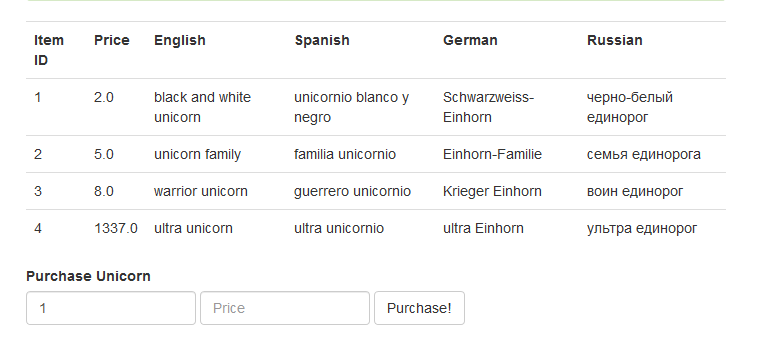 Item ID Price English Spanish German Russian
1 2.0 black and white unicorn unicornio blanco y negro Schwarzweiss-Einhorn черно-белый единорог
2 5.0 unicorn family familia unicornio Einhorn-Familie семья единорога
3 8.0 warrior unicorn guerrero unicornio Krieger Einhorn воин единорог
4 1337.0 ultra unicorn ultra unicornio ultra Einhorn ультра единорог
Purchase Unicorn
1 Price Purchase!